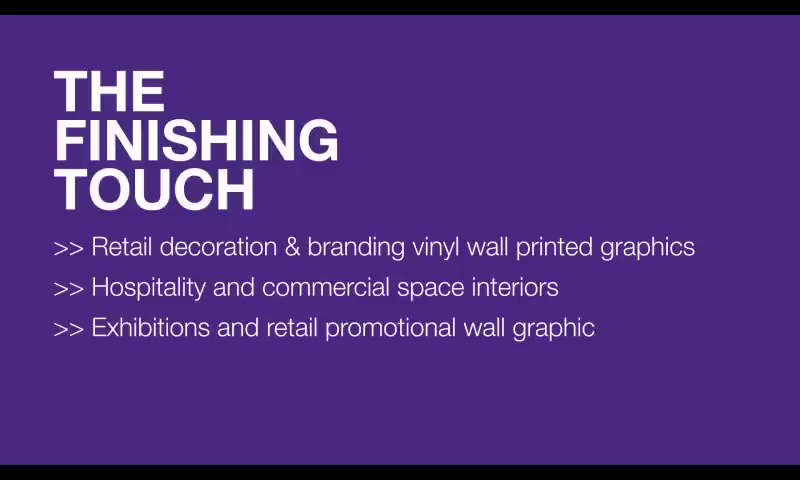 THE
FINISHING
TOUCH
>> Retail decoration & branding vinyl wall printed graphics
>> Hospitality and commercial space interiors
>> Exhibitions and retail promotional wall graphic